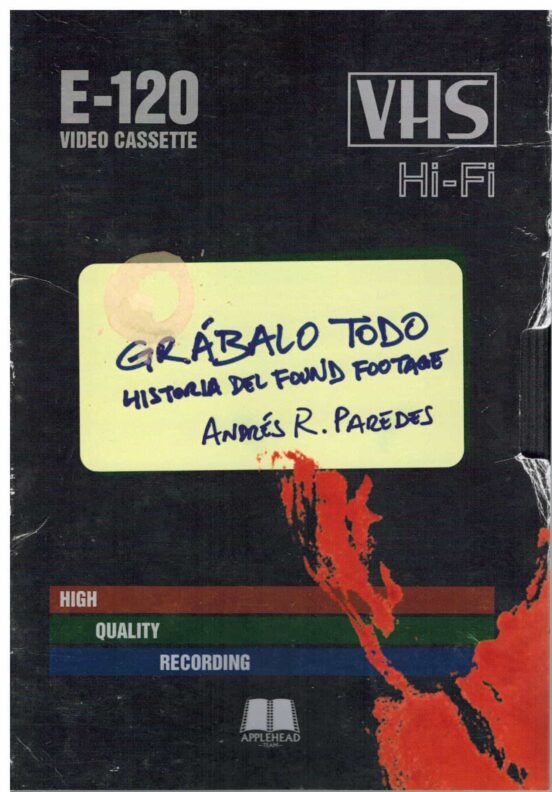 E-120
VIDEO CASSETTE
VHS
Hi-Fi
GRÁBALO TODO
HISTORIA DEL FOUND FOOTAGE
ANDRÉS R. PAREDES
HIGH
QUALITY
RECORDING
APPLEHEAD
TEAM